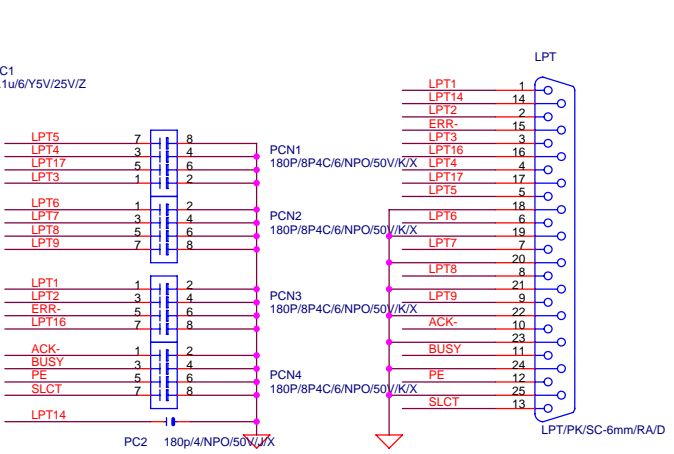 LPT
C1
.1u/6/Y5V/25V/Z
LPT5 7 8
LPT4 3 4
LPT17 5 6
LPT3 1 2
PCN1
180P/8P4C/6/NPO/50V/K/X
LPT6 1 2
LPT7 3 4
LPT8 5 6
LPT9 7 8
PCN2
180P/8P4C/6/NPO/50V/K/X
LPT1 1 2
LPT2 3 4
ERR- 5 6
LPT16 7 8
PCN3
180P/8P4C/6/NPO/50V/K/X
ACK- 1 2
BUSY 3 4
PE 5 6
SLCT 7 8
PCN4
180P/8P4C/6/NPO/50V/K/X
LPT14
PC2 180p/4/NPO/50V/J/X
LPT1 1
LPT14 14
LPT2 2
ERR- 15
LPT3 3
LPT16 16
LPT4 4
LPT17 17
LPT5 5
18
LPT6 6
19
LPT7 7
20
LPT8 8
21
LPT9 9
22
ACK- 10
23
BUSY 11
24
PE 12
25
SLCT 13
LPT/PK/SC-6mm/RA/D